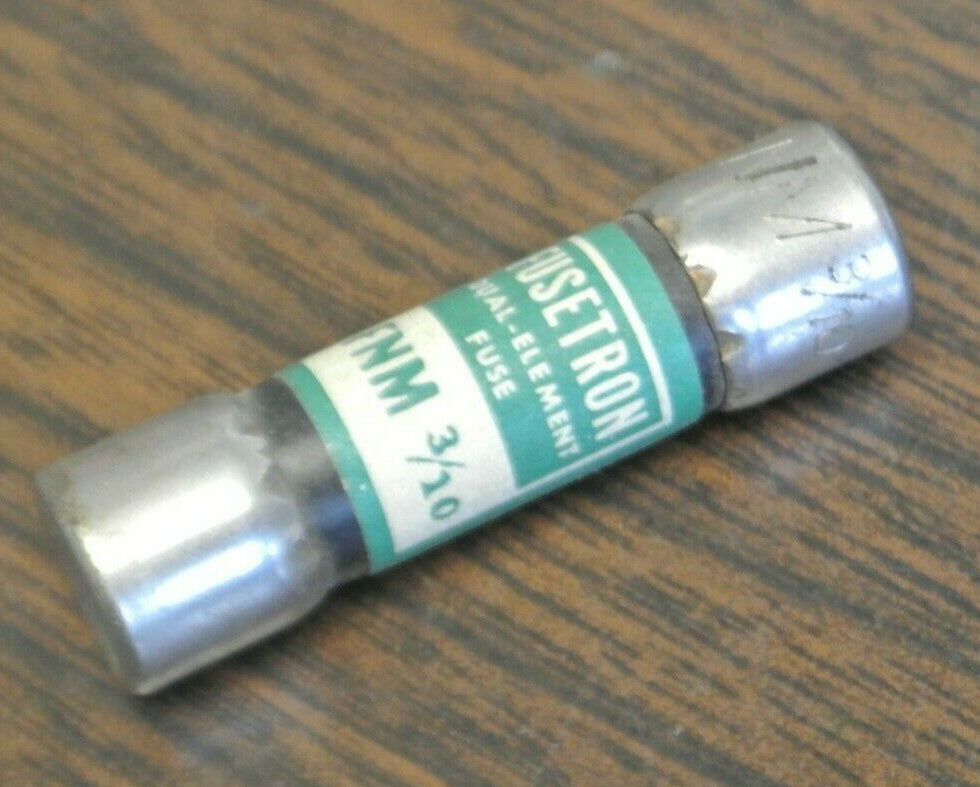 FUSETRON
DUAL-ELEMENT
FUSE
FNM 3/10